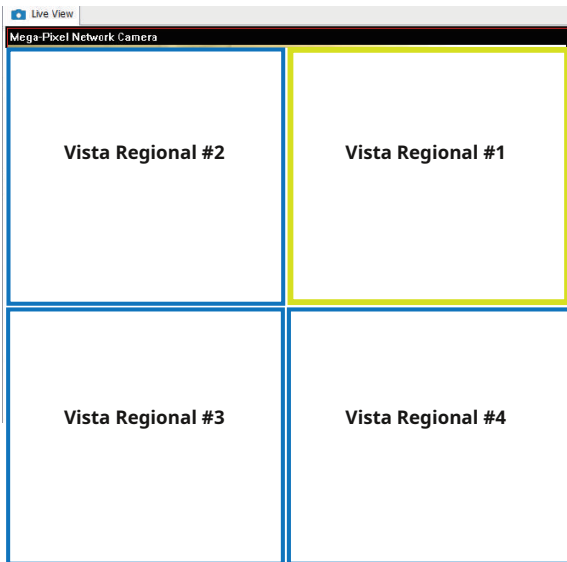 Live View
Mega-Pixel Network Camera
Vista Regional #2
Vista Regional #1
Vista Regional #3
Vista Regional #4